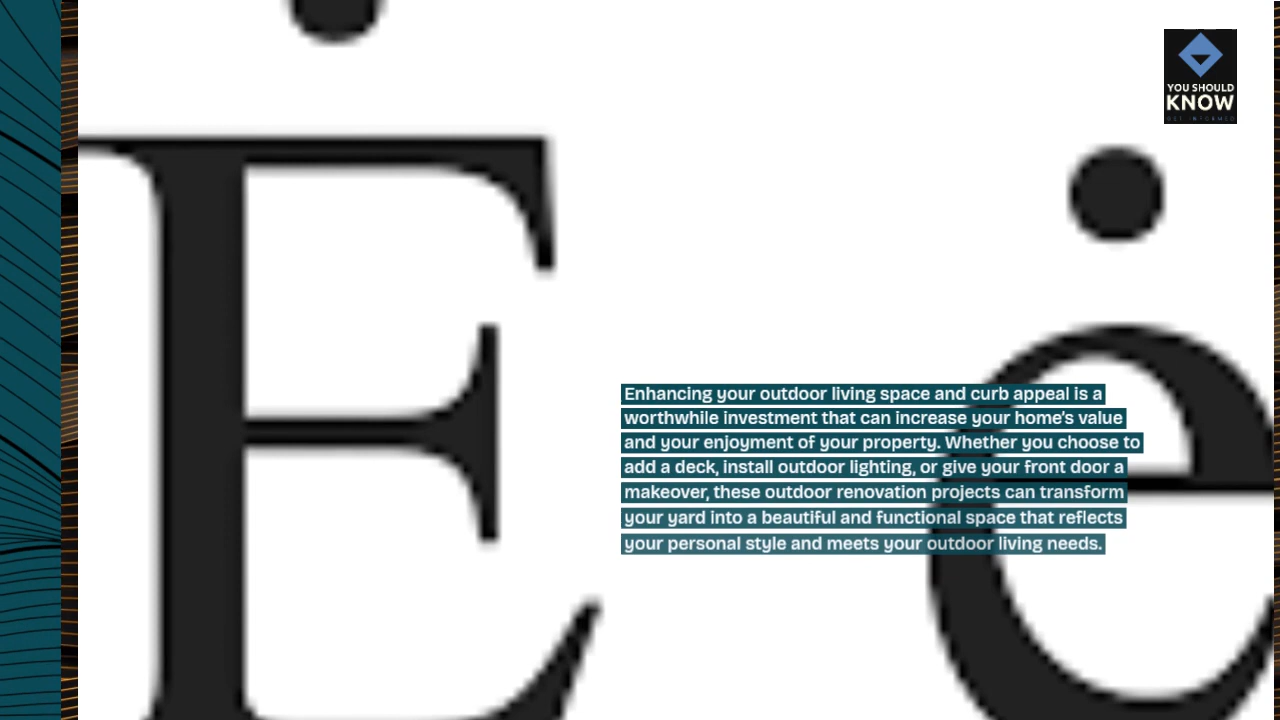 Ė
ė
YOU SHOULD
KNOW
GET INFORMED
Enhancing your outdoor living space and curb appeal is a
worthwhile investment that can increase your home's value
and your enjoyment of your property. Whether you choose to
add a deck, install outdoor lighting, or give your front door a
makeover, these outdoor renovation projects can transform
your yard into a beautiful and functional space that reflects
your personal style and meets your outdoor living needs.